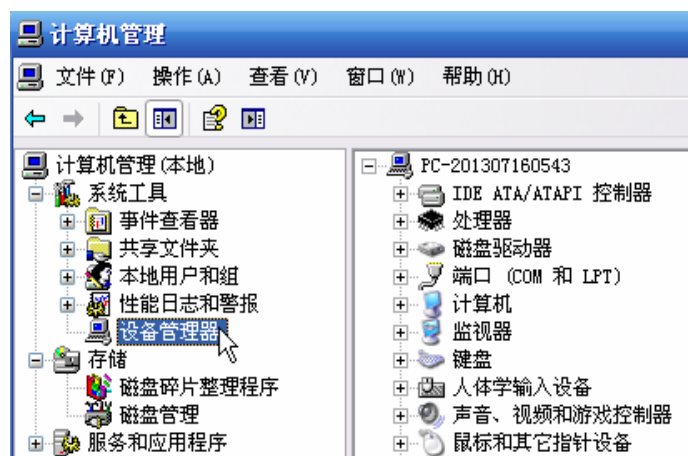 计算机管理
文件(F) 操作(A) 查看(V) 窗口(W) 帮助(H)
计算机管理(本地)
系统工具
事件查看器
共享文件夹
本地用户和组
性能日志和警报
设备管理器
存储
磁盘碎片整理程序
磁盘管理
服务和应用程序
PC-201307160543
IDE ATA/ATAPI 控制器
处理器
磁盘驱动器
端口 (COM 和 LPT)
计算机
监视器
键盘
人体学输入设备
声音、视频和游戏控制器
鼠标和其它指针设备